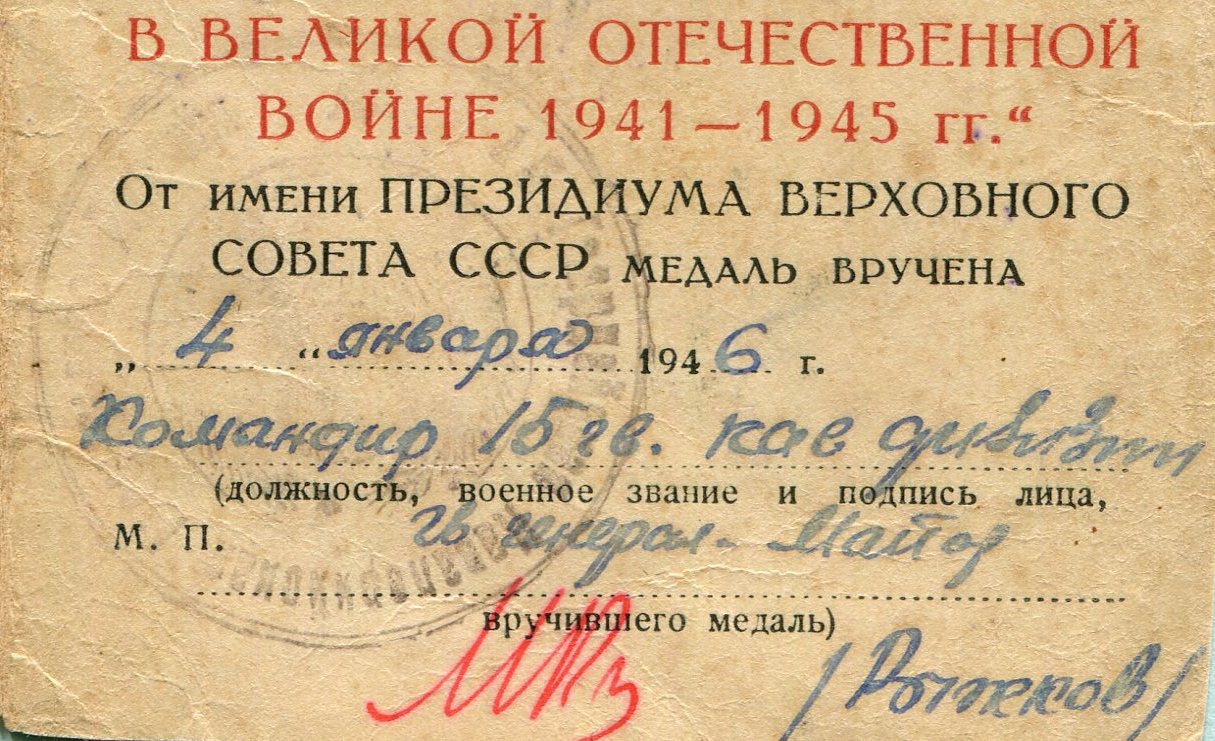 В ВЕЛИКОЙ ОТЕЧЕСТВЕННОЙ
ВОЙНЕ 1941—1945 гг.“
От имени ПРЕЗИДИУМА ВЕРХОВНОГО
СОВЕТА СССР МЕДАЛЬ ВРУЧЕНА
„ 4 “ января 1946 г.
Командир 15 гв. кав дивизии
(должность, военное звание и подпись лица,
М. П. гв генерал-майор
вручившего медаль)
/Рыжков/